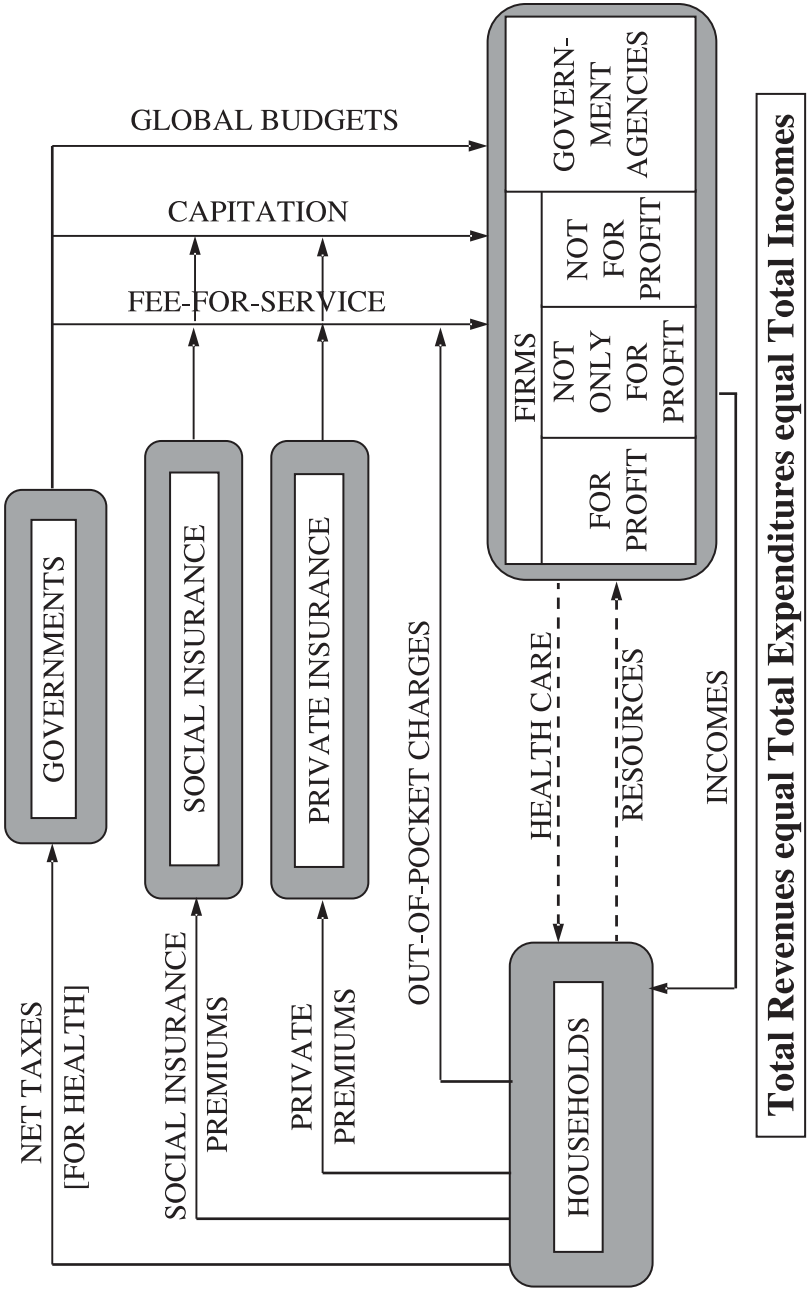 NET TAXES
[FOR HEALTH]
GOVERNMENTS
SOCIAL INSURANCE
PREMIUMS
SOCIAL INSURANCE
PRIVATE
PREMIUMS
PRIVATE INSURANCE
OUT-OF-POCKET CHARGES
GLOBAL BUDGETS
CAPITATION
FEE-FOR-SERVICE
HOUSEHOLDS
HEALTH CARE
RESOURCES
INCOMES
FIRMS
FOR
PROFIT
NOT
ONLY
FOR
PROFIT
NOT
FOR
PROFIT
GOVERN-
MENT
AGENCIES
Total Revenues equal Total Expenditures equal Total Incomes